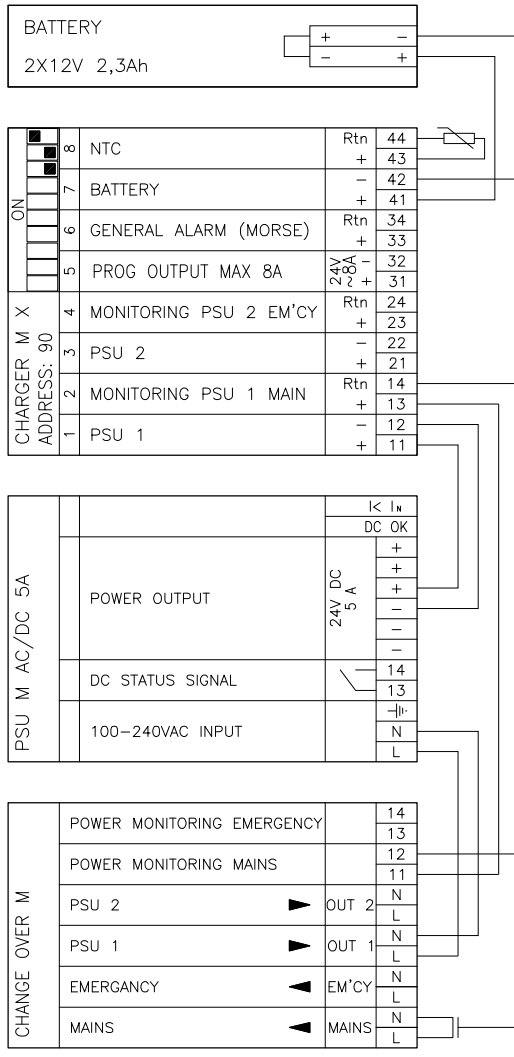 BATTERY
2X12V 2,3Ah
+ −
− +
ON
CHARGER M X
ADDRESS: 90
8 NTC Rtn 44
+ 43
7 BATTERY − 42
+ 41
6 GENERAL ALARM (MORSE) Rtn 34
+ 33
5 PROG OUTPUT MAX 8A 24V ~8A − 32
+ 31
4 MONITORING PSU 2 EM'CY Rtn 24
+ 23
3 PSU 2 − 22
+ 21
2 MONITORING PSU 1 MAIN Rtn 14
+ 13
1 PSU 1 − 12
+ 11
PSU M AC/DC 5A
I< IN
DC OK
POWER OUTPUT 24V DC 5 A
+
+
+
−
−
−
DC STATUS SIGNAL 14
13
100−240VAC INPUT
N
L
CHANGE OVER M
POWER MONITORING EMERGENCY 14
13
POWER MONITORING MAINS 12
11
PSU 2 OUT 2 N
L
PSU 1 OUT 1 N
L
EMERGANCY EM'CY N
L
MAINS MAINS N
L